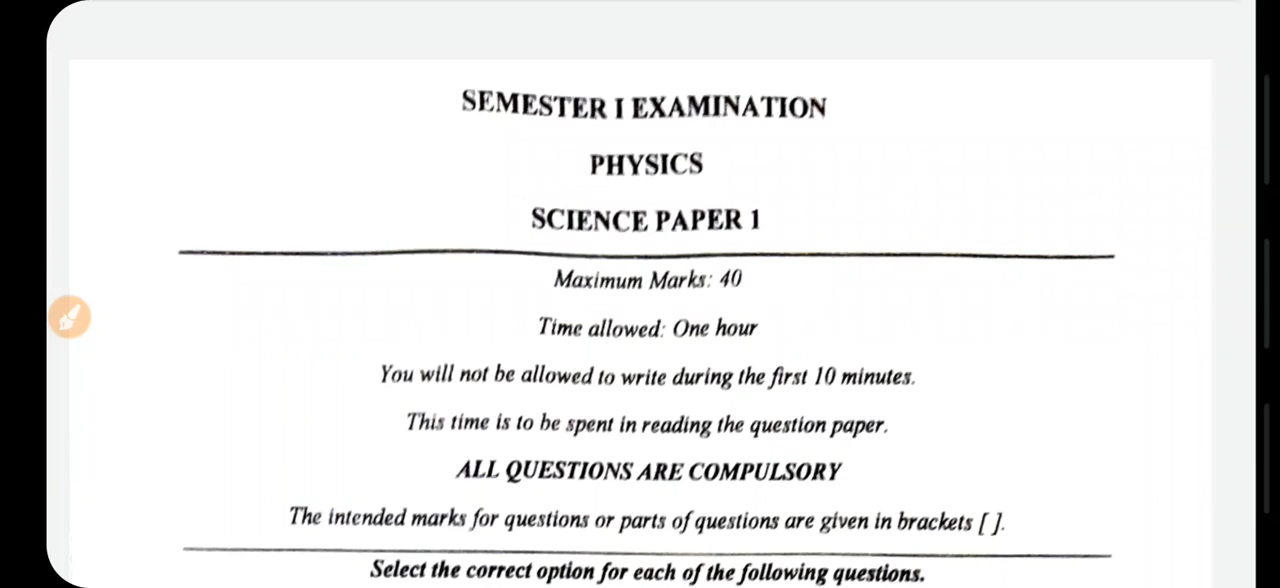 SEMESTER I EXAMINATION
PHYSICS
SCIENCE PAPER 1
Maximum Marks: 40
Time allowed: One hour
You will not be allowed to write during the first 10 minutes.
This time is to be spent in reading the question paper.
ALL QUESTIONS ARE COMPULSORY
The intended marks for questions or parts of questions are given in brackets [ ].
Select the correct option for each of the following questions.